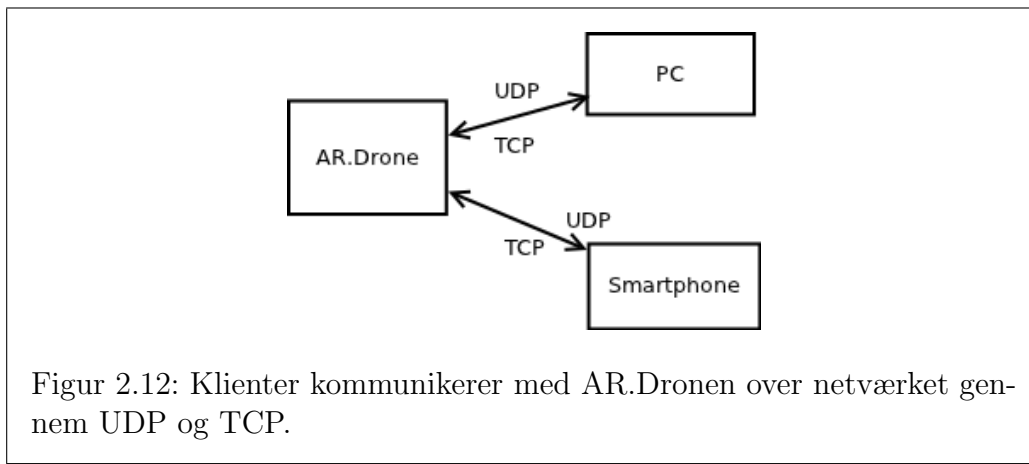 PC
UDP
TCP
AR.Drone
UDP
TCP
Smartphone
Figur 2.12: Klienter kommunikerer med AR.Dronen over netværket gen-
nem UDP og TCP.